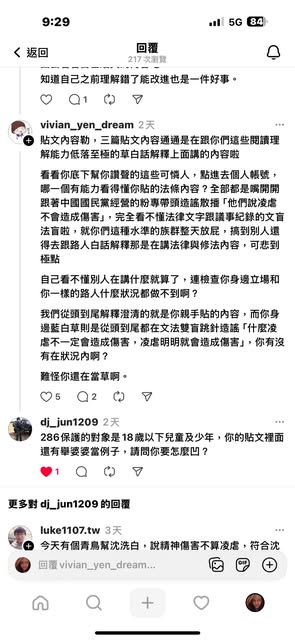 9:29
5G
84
返回
回覆
217 次瀏覽
知道自己之前理解錯了能改進也是一件好事。
1
vivian_yen_dream 2天
貼文內容勒，三篇貼文內容通通是在跟你們這些閱讀理
解能力低落至極的草白話解釋上面講的內容啦
看看你底下幫你讚聲的這些可憐人，點進去個人帳號，
哪一個有能力看得懂你貼的法條內容？全部都是嘴開開
跟著中國國民黨經營的粉專帶頭造謠散播「他們說凌虐
不會造成傷害」，完全看不懂法律文字跟議事紀錄的文盲
法盲啦，就你們這種水準的族群整天放屁，搞到別人還
得去跟路人白話解釋那是在講法律與修法內容，可悲到
極點
自己看不懂別人在講什麼就算了，連檢查你身邊立場和
你一樣的路人什麼狀況都做不到啊？
我們從頭到尾解釋澄清的就是你親手貼的內容，而你身
邊藍白草則是從頭到尾都在文法雙盲跳針造謠「什麼凌
虐不一定會造成傷害，凌虐明明就會造成傷害」，你有沒
有在狀況內啊？
難怪你還在當草啊。
5
2
dj_jun1209 2天
286保護的對象是18歲以下兒童及少年，你的貼文裡面
還有舉婆婆當例子，請問你要怎麼凹？
1
更多對 dj_jun1209 的回覆
luke1107.tw 3天
今天有個青鳥幫沈洗白，說精神傷害不算凌虐，符合沈
回覆 vivian_yen_dream...
GIF